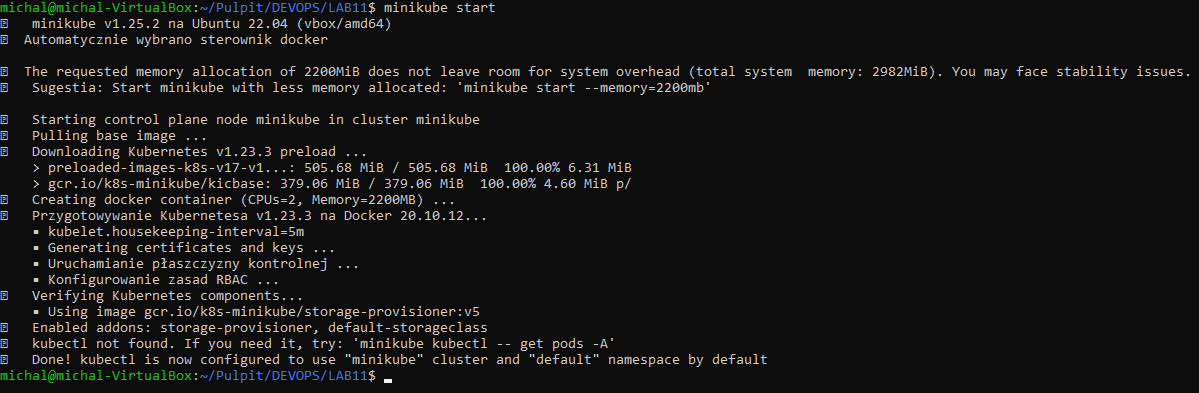 michal@michal-VirtualBox:~/Pulpit/DEVOPS/LAB11$ minikube start
minikube v1.25.2 na Ubuntu 22.04 (vbox/amd64)
Automatycznie wybrano sterownik docker
The requested memory allocation of 2200MiB does not leave room for system overhead (total system  memory: 2982MiB). You may face stability issues.
Sugestia: Start minikube with less memory allocated: 'minikube start --memory=2200mb'
Starting control plane node minikube in cluster minikube
Pulling base image ...
Downloading Kubernetes v1.23.3 preload ...
> preloaded-images-k8s-v17-v1...: 505.68 MiB / 505.68 MiB  100.00% 6.31 MiB
> gcr.io/k8s-minikube/kicbase: 379.06 MiB / 379.06 MiB  100.00% 4.60 MiB p/
Creating docker container (CPUs=2, Memory=2200MB) ...
Przygotowywanie Kubernetesa v1.23.3 na Docker 20.10.12...
▪ kubelet.housekeeping-interval=5m
▪ Generating certificates and keys ...
▪ Uruchamianie płaszczyzny kontrolnej ...
▪ Konfigurowanie zasad RBAC ...
Verifying Kubernetes components...
▪ Using image gcr.io/k8s-minikube/storage-provisioner:v5
Enabled addons: storage-provisioner, default-storageclass
kubectl not found. If you need it, try: 'minikube kubectl -- get pods -A'
Done! kubectl is now configured to use "minikube" cluster and "default" namespace by default
michal@michal-VirtualBox:~/Pulpit/DEVOPS/LAB11$